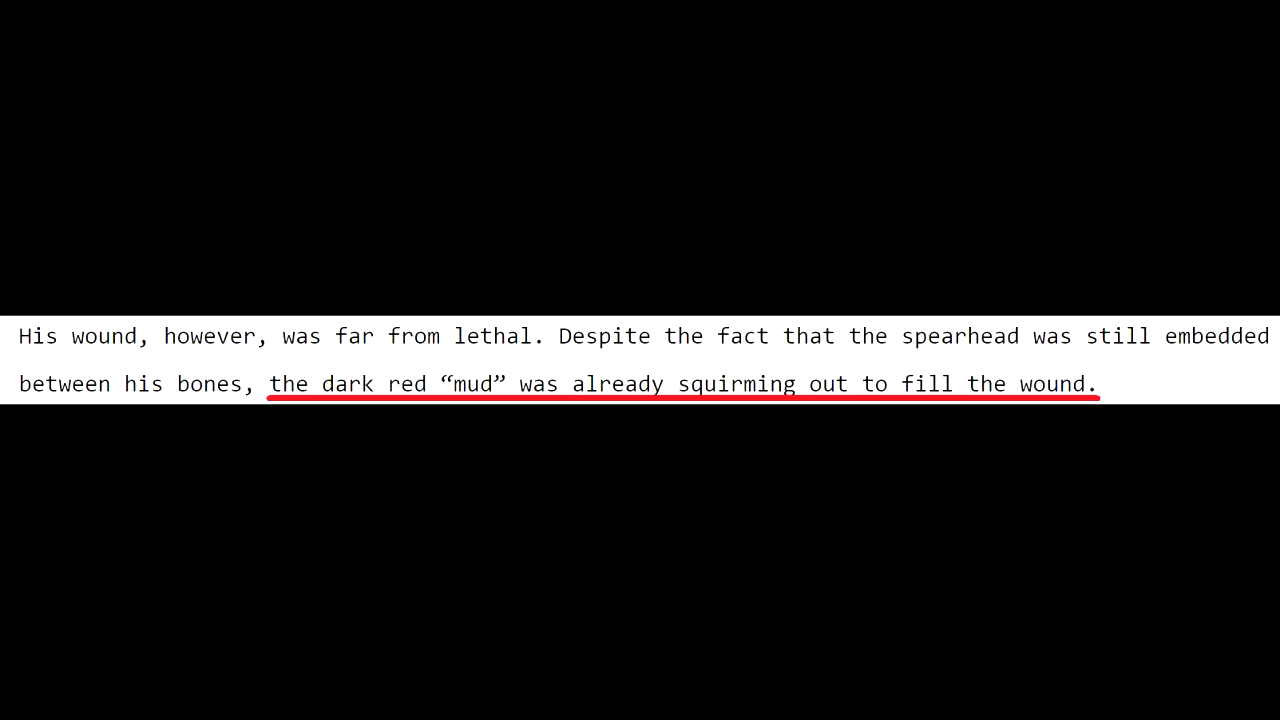 His wound, however, was far from lethal. Despite the fact that the spearhead was still embedded
between his bones, the dark red “mud” was already squirming out to fill the wound.